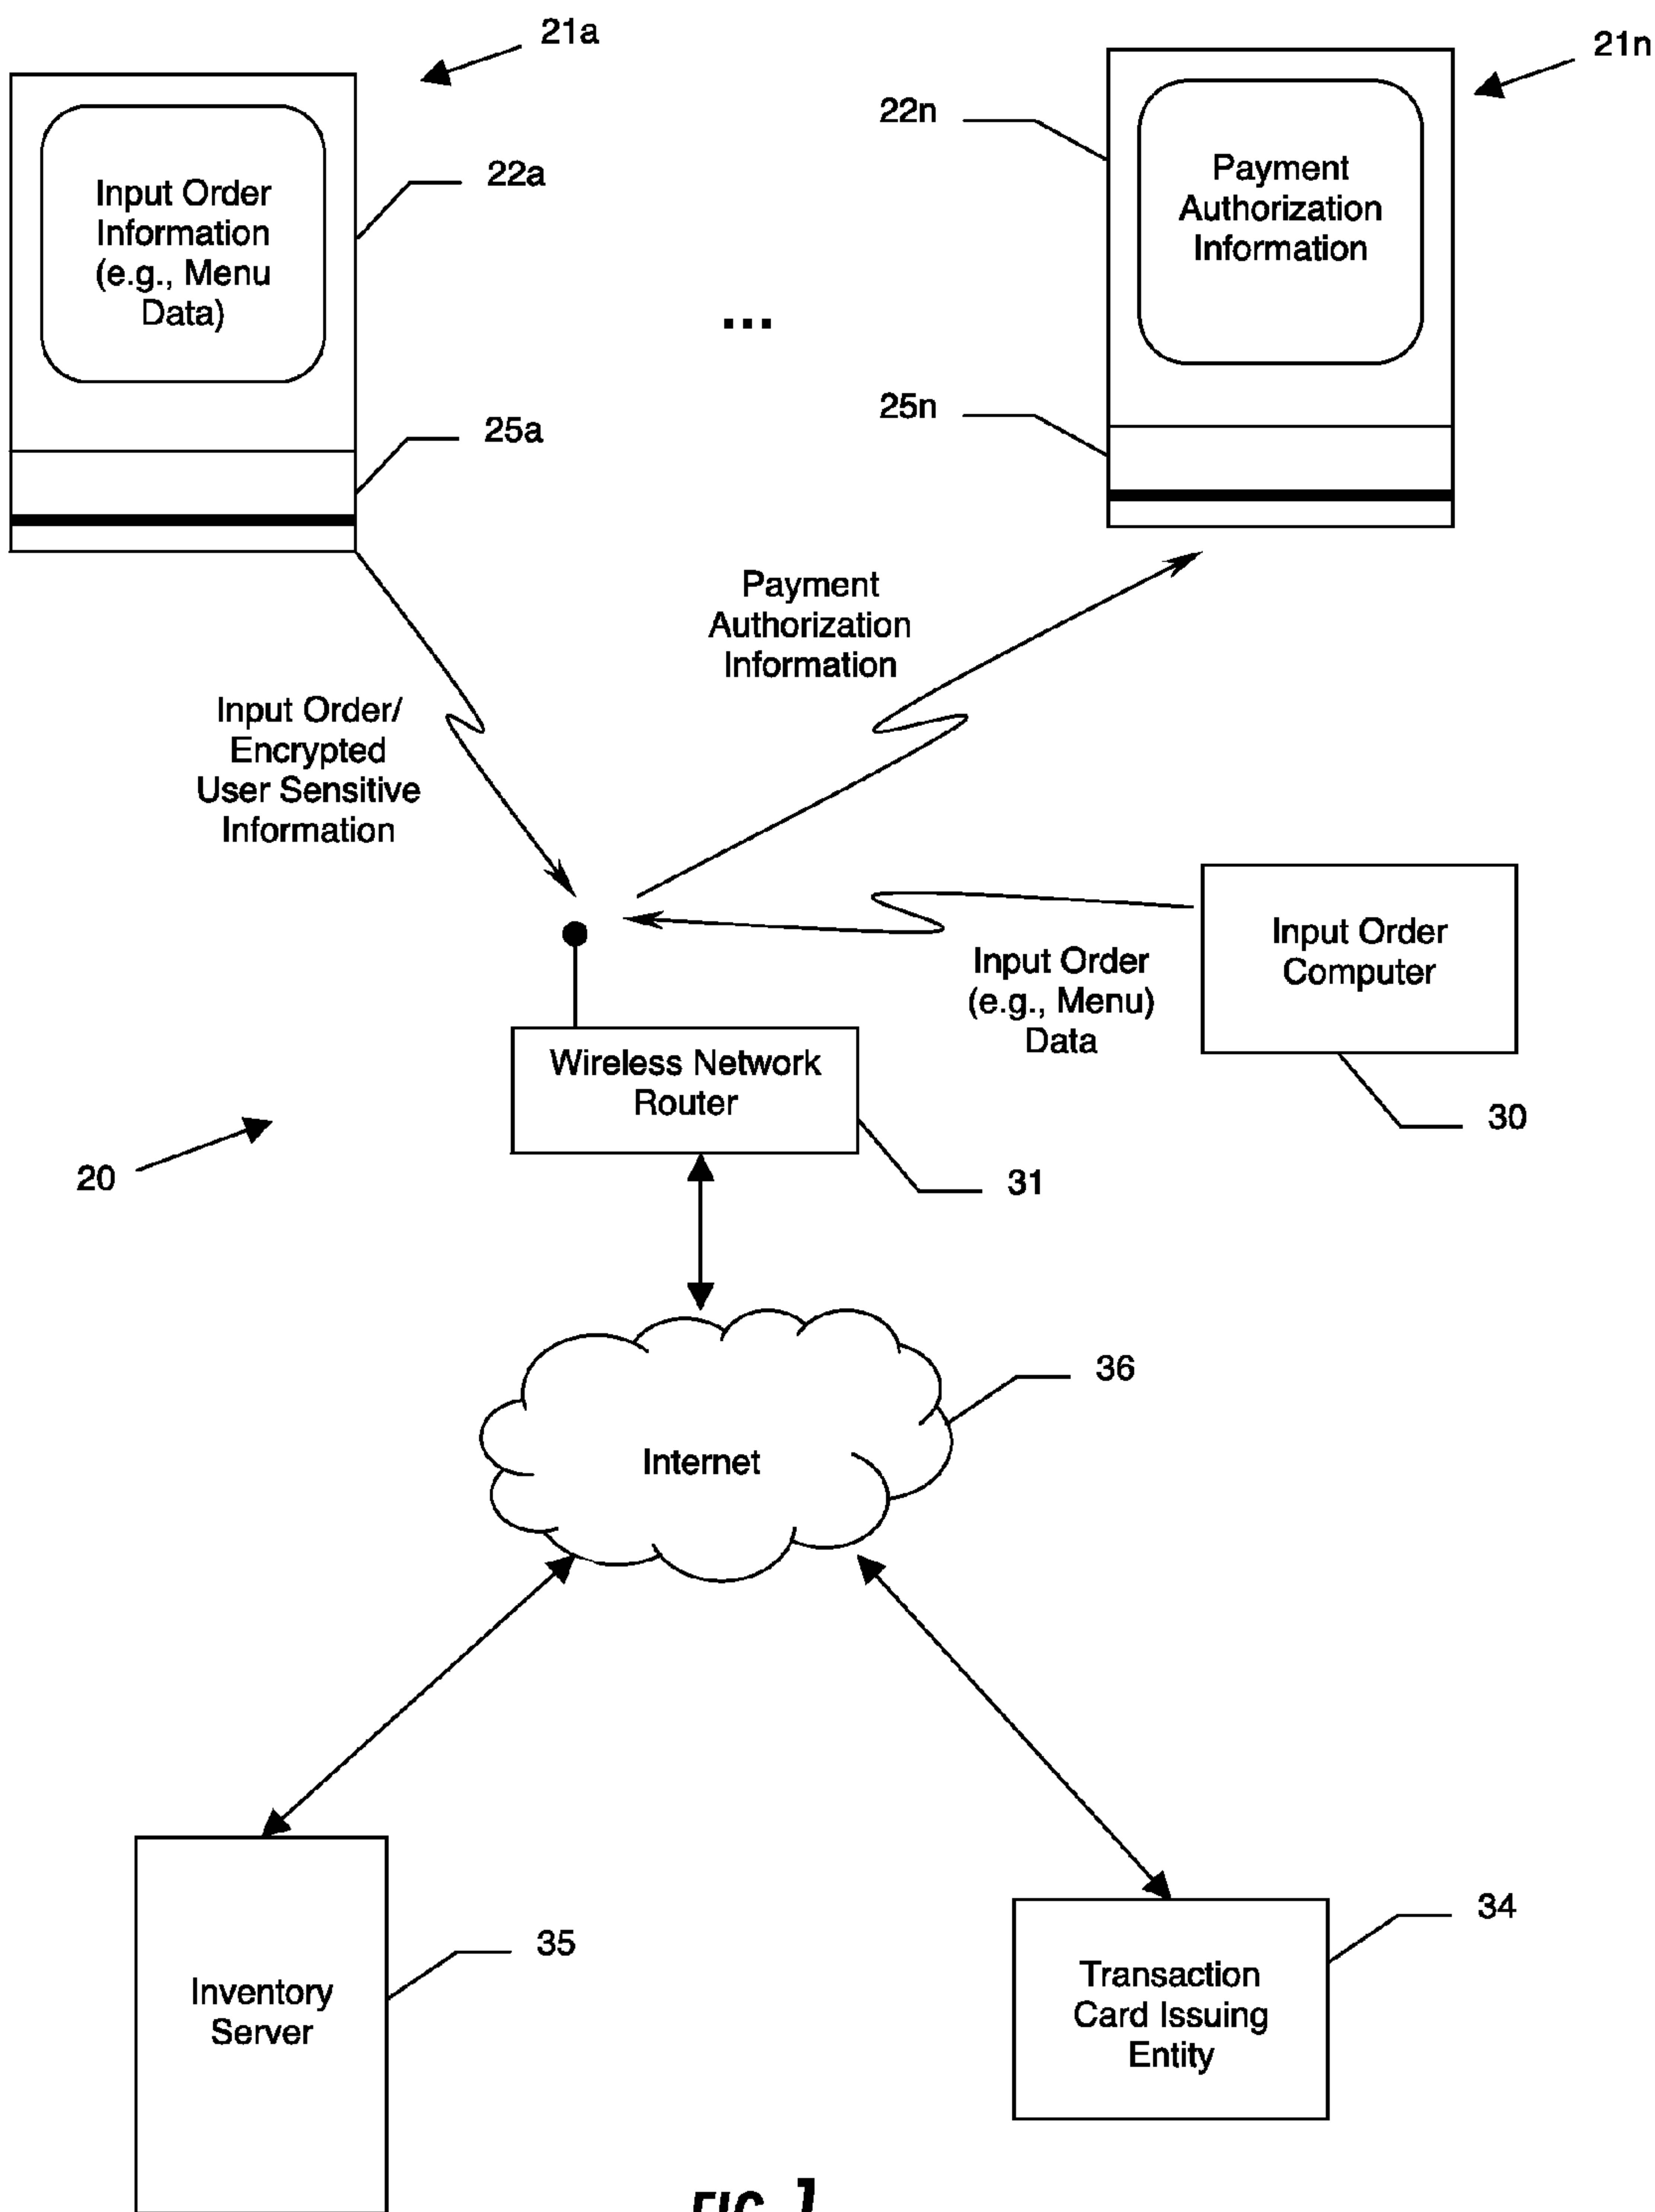 21a
21n
22n
Payment
Authorization
Information
22a
Input Order
Information
(e.g., Menu
Data)
...
25n
25a
Payment
Authorization
Information
Input Order/
Encrypted
User Sensitive
Information
Input Order
Computer
Input Order
(e.g., Menu)
Data
Wireless Network
Router
30
20
31
36
Internet
34
35
Transaction
Card Issuing
Entity
Inventory
Server
FIG. 1